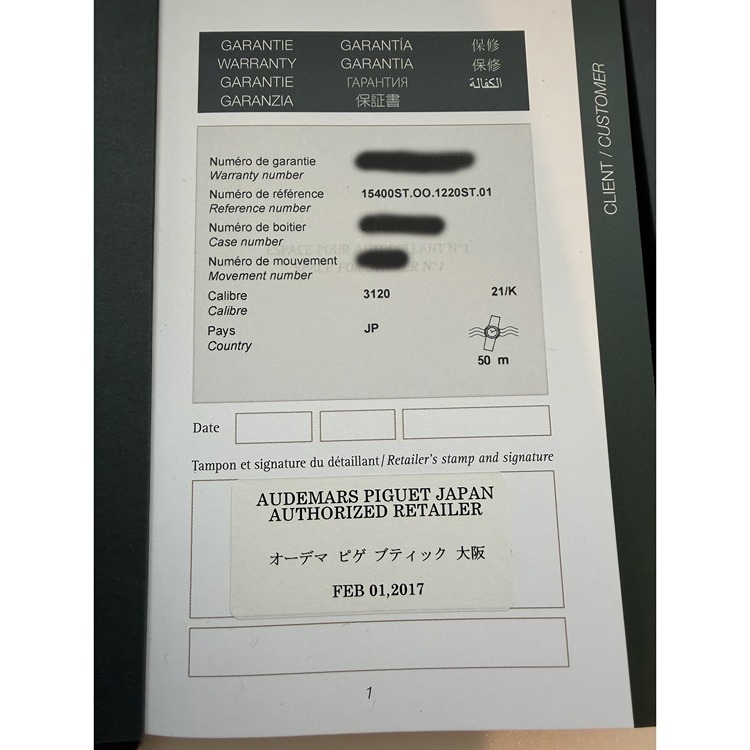 GARANTIE GARANTÍA 保修
WARRANTY GARANTIA 保修
GARANTIE ГАРАНТИЯ الكفالة
GARANZIA 保証書
CLIENT / CUSTOMER
Numéro de garantie
Warranty number
Numéro de référence 15400ST.OO.1220ST.01
Reference number
Numéro de boitier
Case number
ESPACE POUR AUTOCOLLANT N°1
Numéro de mouvement
Movement number
Calibre 3120 21/K
Calibre
Pays JP
Country
50 m
Date
Tampon et signature du détaillant / Retailer's stamp and signature
AUDEMARS PIGUET JAPAN
AUTHORIZED RETAILER
オーデマ ピゲ ブティック 大阪
FEB 01,2017
1